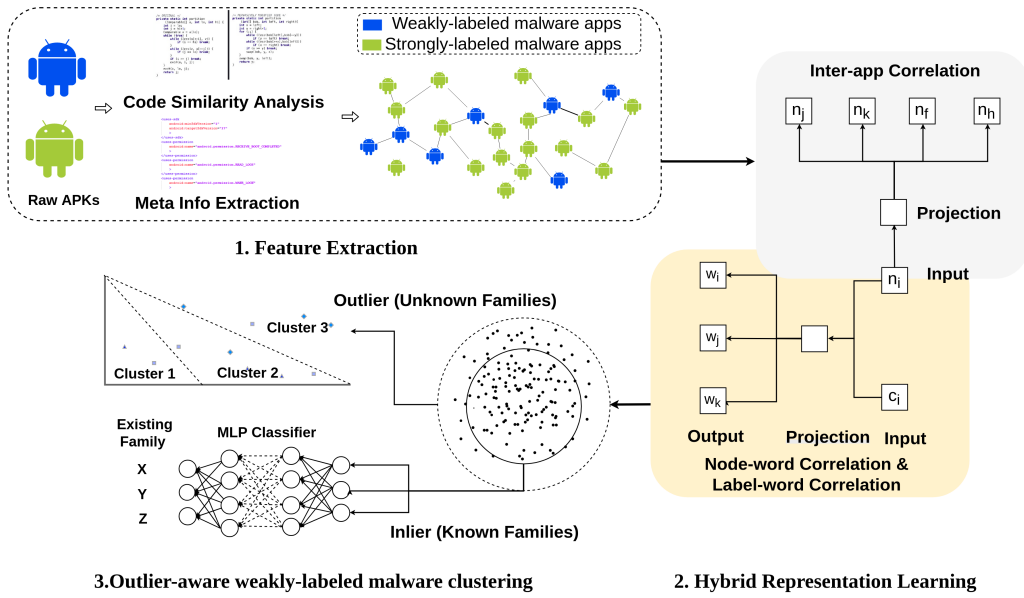 Weakly-labeled malware apps
Strongly-labeled malware apps
Code Similarity Analysis
Raw APKs
Meta Info Extraction
1. Feature Extraction
Inter-app Correlation
nj
nk
nf
nh
Projection
ni
Input
wi
wj
wk
ci
Output
Projection
Input
Node-word Correlation &
Label-word Correlation
2. Hybrid Representation Learning
Outlier (Unknown Families)
Cluster 3
Cluster 1
Cluster 2
Existing
Family
MLP Classifier
X
Y
Z
Inlier (Known Families)
3.Outlier-aware weakly-labeled malware clustering